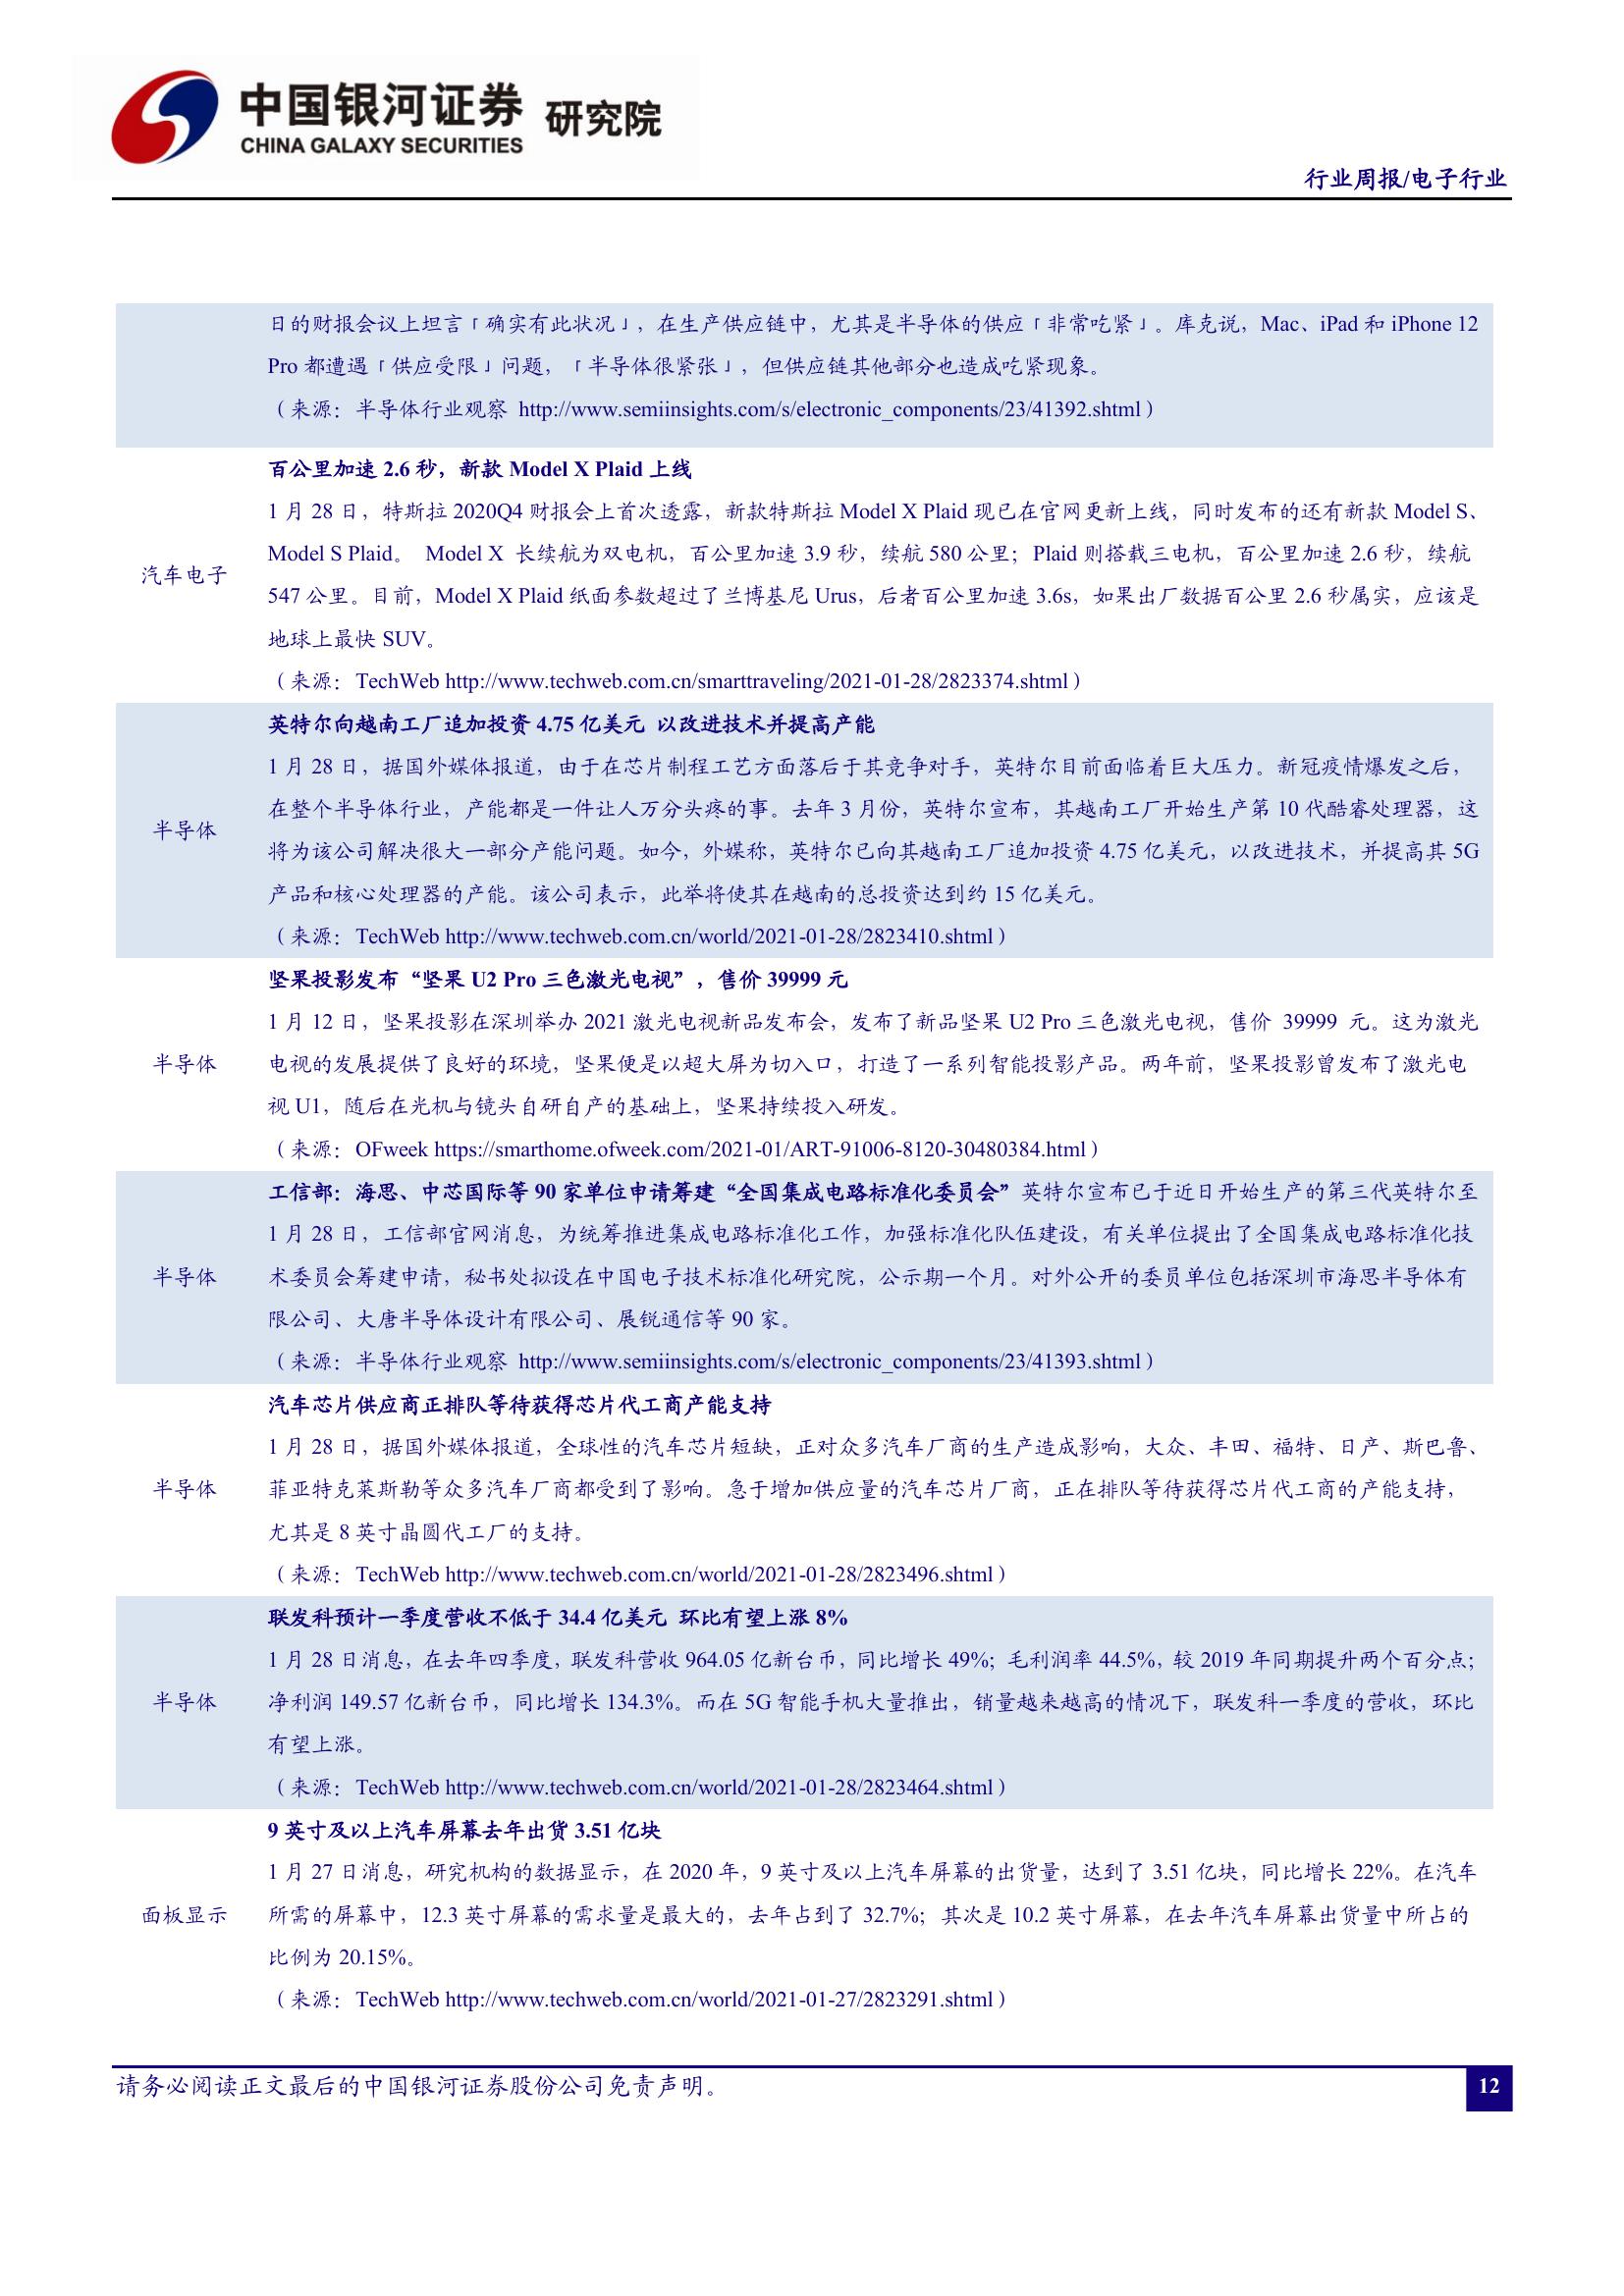 中国银河证券 研究院
CHINA GALAXY SECURITIES
行业周报/电子行业
日的财报会议上坦言「确实有此状况」，在生产供应链中，尤其是半导体的供应「非常吃紧」。库克说，Mac、iPad 和 iPhone 12
Pro 都遭遇「供应受限」问题，「半导体很紧张」，但供应链其他部分也造成吃紧现象。
（来源：半导体行业观察 http://www.semiinsights.com/s/electronic_components/23/41392.shtml）
百公里加速 2.6 秒，新款 Model X Plaid 上线
1 月 28 日，特斯拉 2020Q4 财报会上首次透露，新款特斯拉 Model X Plaid 现已在官网更新上线，同时发布的还有新款 Model S、
Model S Plaid。 Model X 长续航为双电机，百公里加速 3.9 秒，续航 580 公里；Plaid 则搭载三电机，百公里加速 2.6 秒，续航
汽车电子
547 公里。目前，Model X Plaid 纸面参数超过了兰博基尼 Urus，后者百公里加速 3.6s，如果出厂数据百公里 2.6 秒属实，应该是
地球上最快 SUV。
（来源：TechWeb http://www.techweb.com.cn/smarttraveling/2021-01-28/2823374.shtml）
英特尔向越南工厂追加投资 4.75 亿美元 以改进技术并提高产能
1 月 28 日，据国外媒体报道，由于在芯片制程工艺方面落后于其竞争对手，英特尔目前面临着巨大压力。新冠疫情爆发之后，
在整个半导体行业，产能都是一件让人万分头疼的事。去年 3 月份，英特尔宣布，其越南工厂开始生产第 10 代酷睿处理器，这
半导体
将为该公司解决很大一部分产能问题。如今，外媒称，英特尔已向其越南工厂追加投资 4.75 亿美元，以改进技术，并提高其 5G
产品和核心处理器的产能。该公司表示，此举将使其在越南的总投资达到约 15 亿美元。
（来源：TechWeb http://www.techweb.com.cn/world/2021-01-28/2823410.shtml）
坚果投影发布“坚果 U2 Pro 三色激光电视”，售价 39999 元
1 月 12 日，坚果投影在深圳举办 2021 激光电视新品发布会，发布了新品坚果 U2 Pro 三色激光电视，售价 39999 元。这为激光
半导体
电视的发展提供了良好的环境，坚果便是以超大屏为切入口，打造了一系列智能投影产品。两年前，坚果投影曾发布了激光电
视 U1，随后在光机与镜头自研自产的基础上，坚果持续投入研发。
（来源：OFweek https://smarthome.ofweek.com/2021-01/ART-91006-8120-30480384.html）
工信部：海思、中芯国际等 90 家单位申请筹建“全国集成电路标准化委员会”英特尔宣布已于近日开始生产的第三代英特尔至
1 月 28 日，工信部官网消息，为统筹推进集成电路标准化工作，加强标准化队伍建设，有关单位提出了全国集成电路标准化技
半导体
术委员会筹建申请，秘书处拟设在中国电子技术标准化研究院，公示期一个月。对外公开的委员单位包括深圳市海思半导体有
限公司、大唐半导体设计有限公司、展锐通信等 90 家。
（来源：半导体行业观察 http://www.semiinsights.com/s/electronic_components/23/41393.shtml）
汽车芯片供应商正排队等待获得芯片代工商产能支持
1 月 28 日，据国外媒体报道，全球性的汽车芯片短缺，正对众多汽车厂商的生产造成影响，大众、丰田、福特、日产、斯巴鲁、
半导体
菲亚特克莱斯勒等众多汽车厂商都受到了影响。急于增加供应量的汽车芯片厂商，正在排队等待获得芯片代工商的产能支持，
尤其是 8 英寸晶圆代工厂的支持。
（来源：TechWeb http://www.techweb.com.cn/world/2021-01-28/2823496.shtml）
联发科预计一季度营收不低于 34.4 亿美元 环比有望上涨 8%
1 月 28 日消息，在去年四季度，联发科营收 964.05 亿新台币，同比增长 49%；毛利润率 44.5%，较 2019 年同期提升两个百分点；
半导体
净利润 149.57 亿新台币，同比增长 134.3%。而在 5G 智能手机大量推出，销量越来越高的情况下，联发科一季度的营收，环比
有望上涨。
（来源：TechWeb http://www.techweb.com.cn/world/2021-01-28/2823464.shtml）
9 英寸及以上汽车屏幕去年出货 3.51 亿块
1 月 27 日消息，研究机构的数据显示，在 2020 年，9 英寸及以上汽车屏幕的出货量，达到了 3.51 亿块，同比增长 22%。在汽车
面板显示
所需的屏幕中，12.3 英寸屏幕的需求量是最大的，去年占到了 32.7%；其次是 10.2 英寸屏幕，在去年汽车屏幕出货量中所占的
比例为 20.15%。
（来源：TechWeb http://www.techweb.com.cn/world/2021-01-27/2823291.shtml）
请务必阅读正文最后的中国银河证券股份公司免责声明。
12